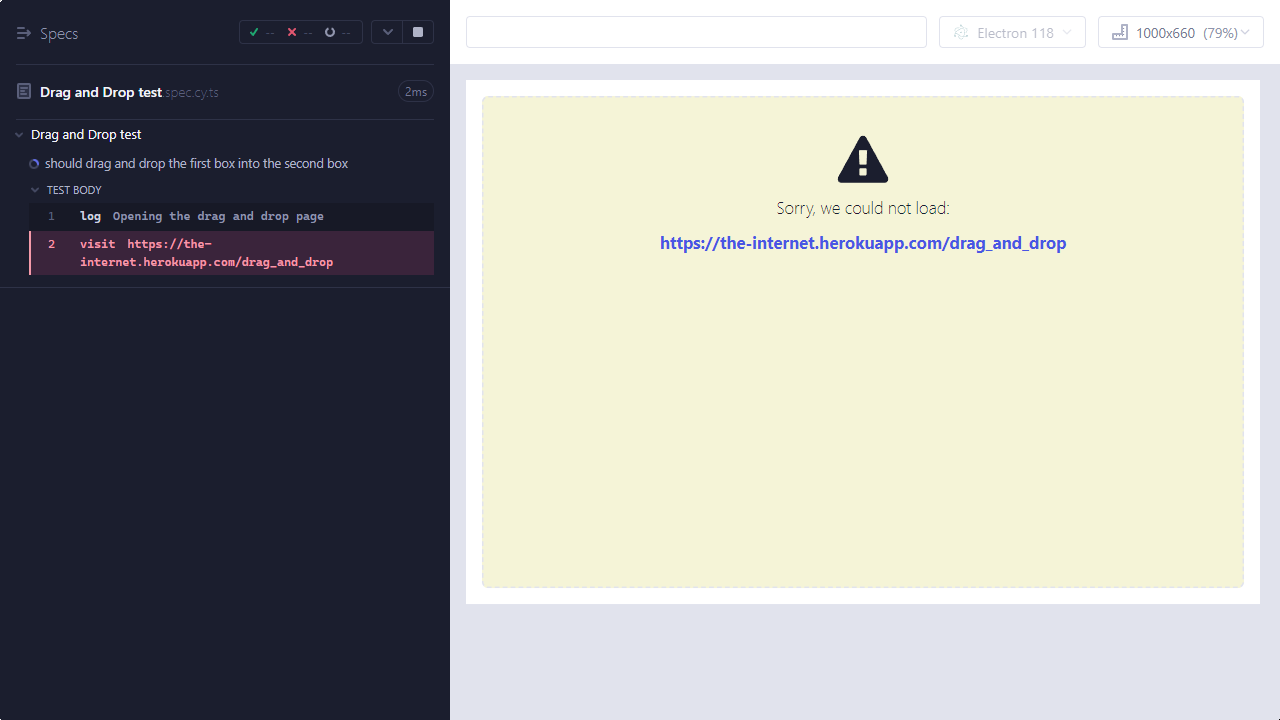 Specs
-- -- --
Drag and Drop test.spec.cy.ts
2ms
Drag and Drop test
should drag and drop the first box into the second box
TEST BODY
1 log Opening the drag and drop page
2 visit https://the-
internet.herokuapp.com/drag_and_drop
Electron 118
1000x660 (79%)
Sorry, we could not load:
https://the-internet.herokuapp.com/drag_and_drop